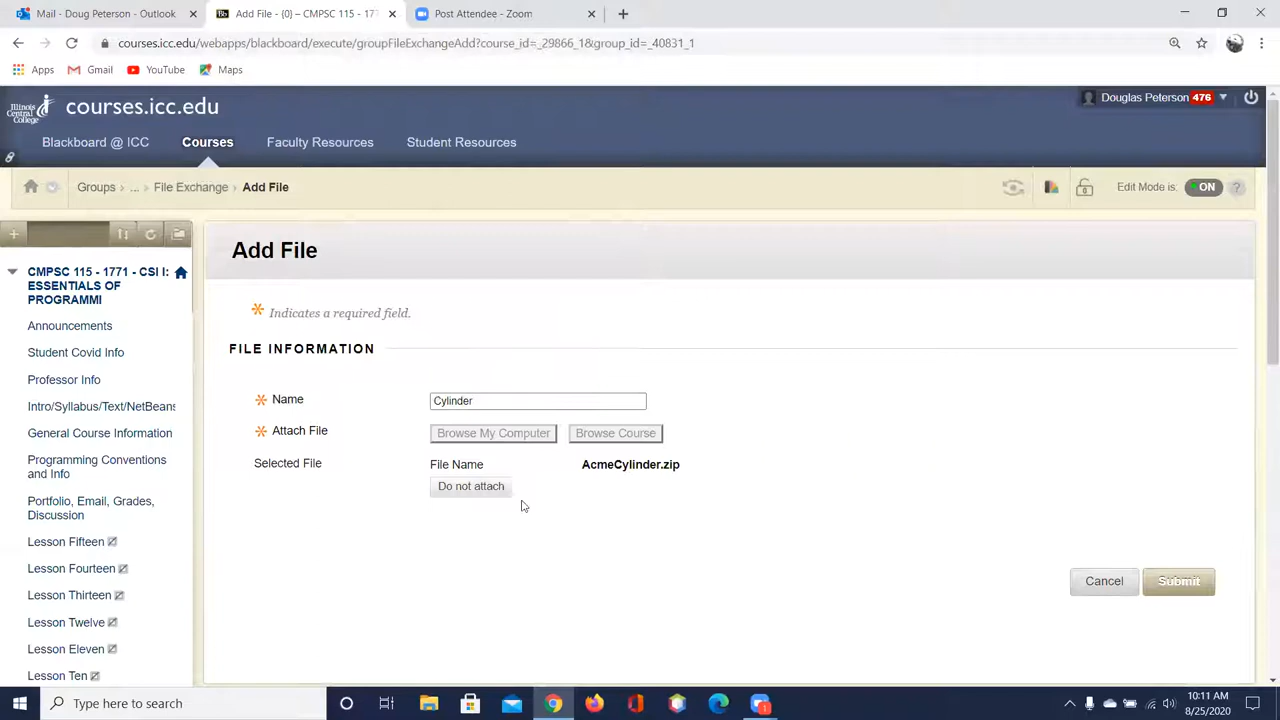 Mail - Doug Peterson - Outlook
Add File - {0} – CMPSC 115 - 177
Post Attendee - Zoom
courses.icc.edu/webapps/blackboard/execute/groupFileExchangeAdd?course_id=_29866_1&group_id=_40831_1
Apps
Gmail
YouTube
Maps
Illinois Central College
courses.icc.edu
Douglas Peterson 476
Blackboard @ ICC
Courses
Faculty Resources
Student Resources
Groups
...
File Exchange
Add File
Edit Mode is:
ON
?
CMPSC 115 - 1771 - CSI I:
ESSENTIALS OF
PROGRAMMI
Announcements
Student Covid Info
Professor Info
Intro/Syllabus/Text/NetBeans
General Course Information
Programming Conventions
and Info
Portfolio, Email, Grades,
Discussion
Lesson Fifteen
Lesson Fourteen
Lesson Thirteen
Lesson Twelve
Lesson Eleven
Lesson Ten
Add File
Indicates a required field.
FILE INFORMATION
Name
Cylinder
Attach File
Browse My Computer
Browse Course
Selected File
File Name
AcmeCylinder.zip
Do not attach
Cancel
Submit
Type here to search
1
10:11 AM
8/25/2020